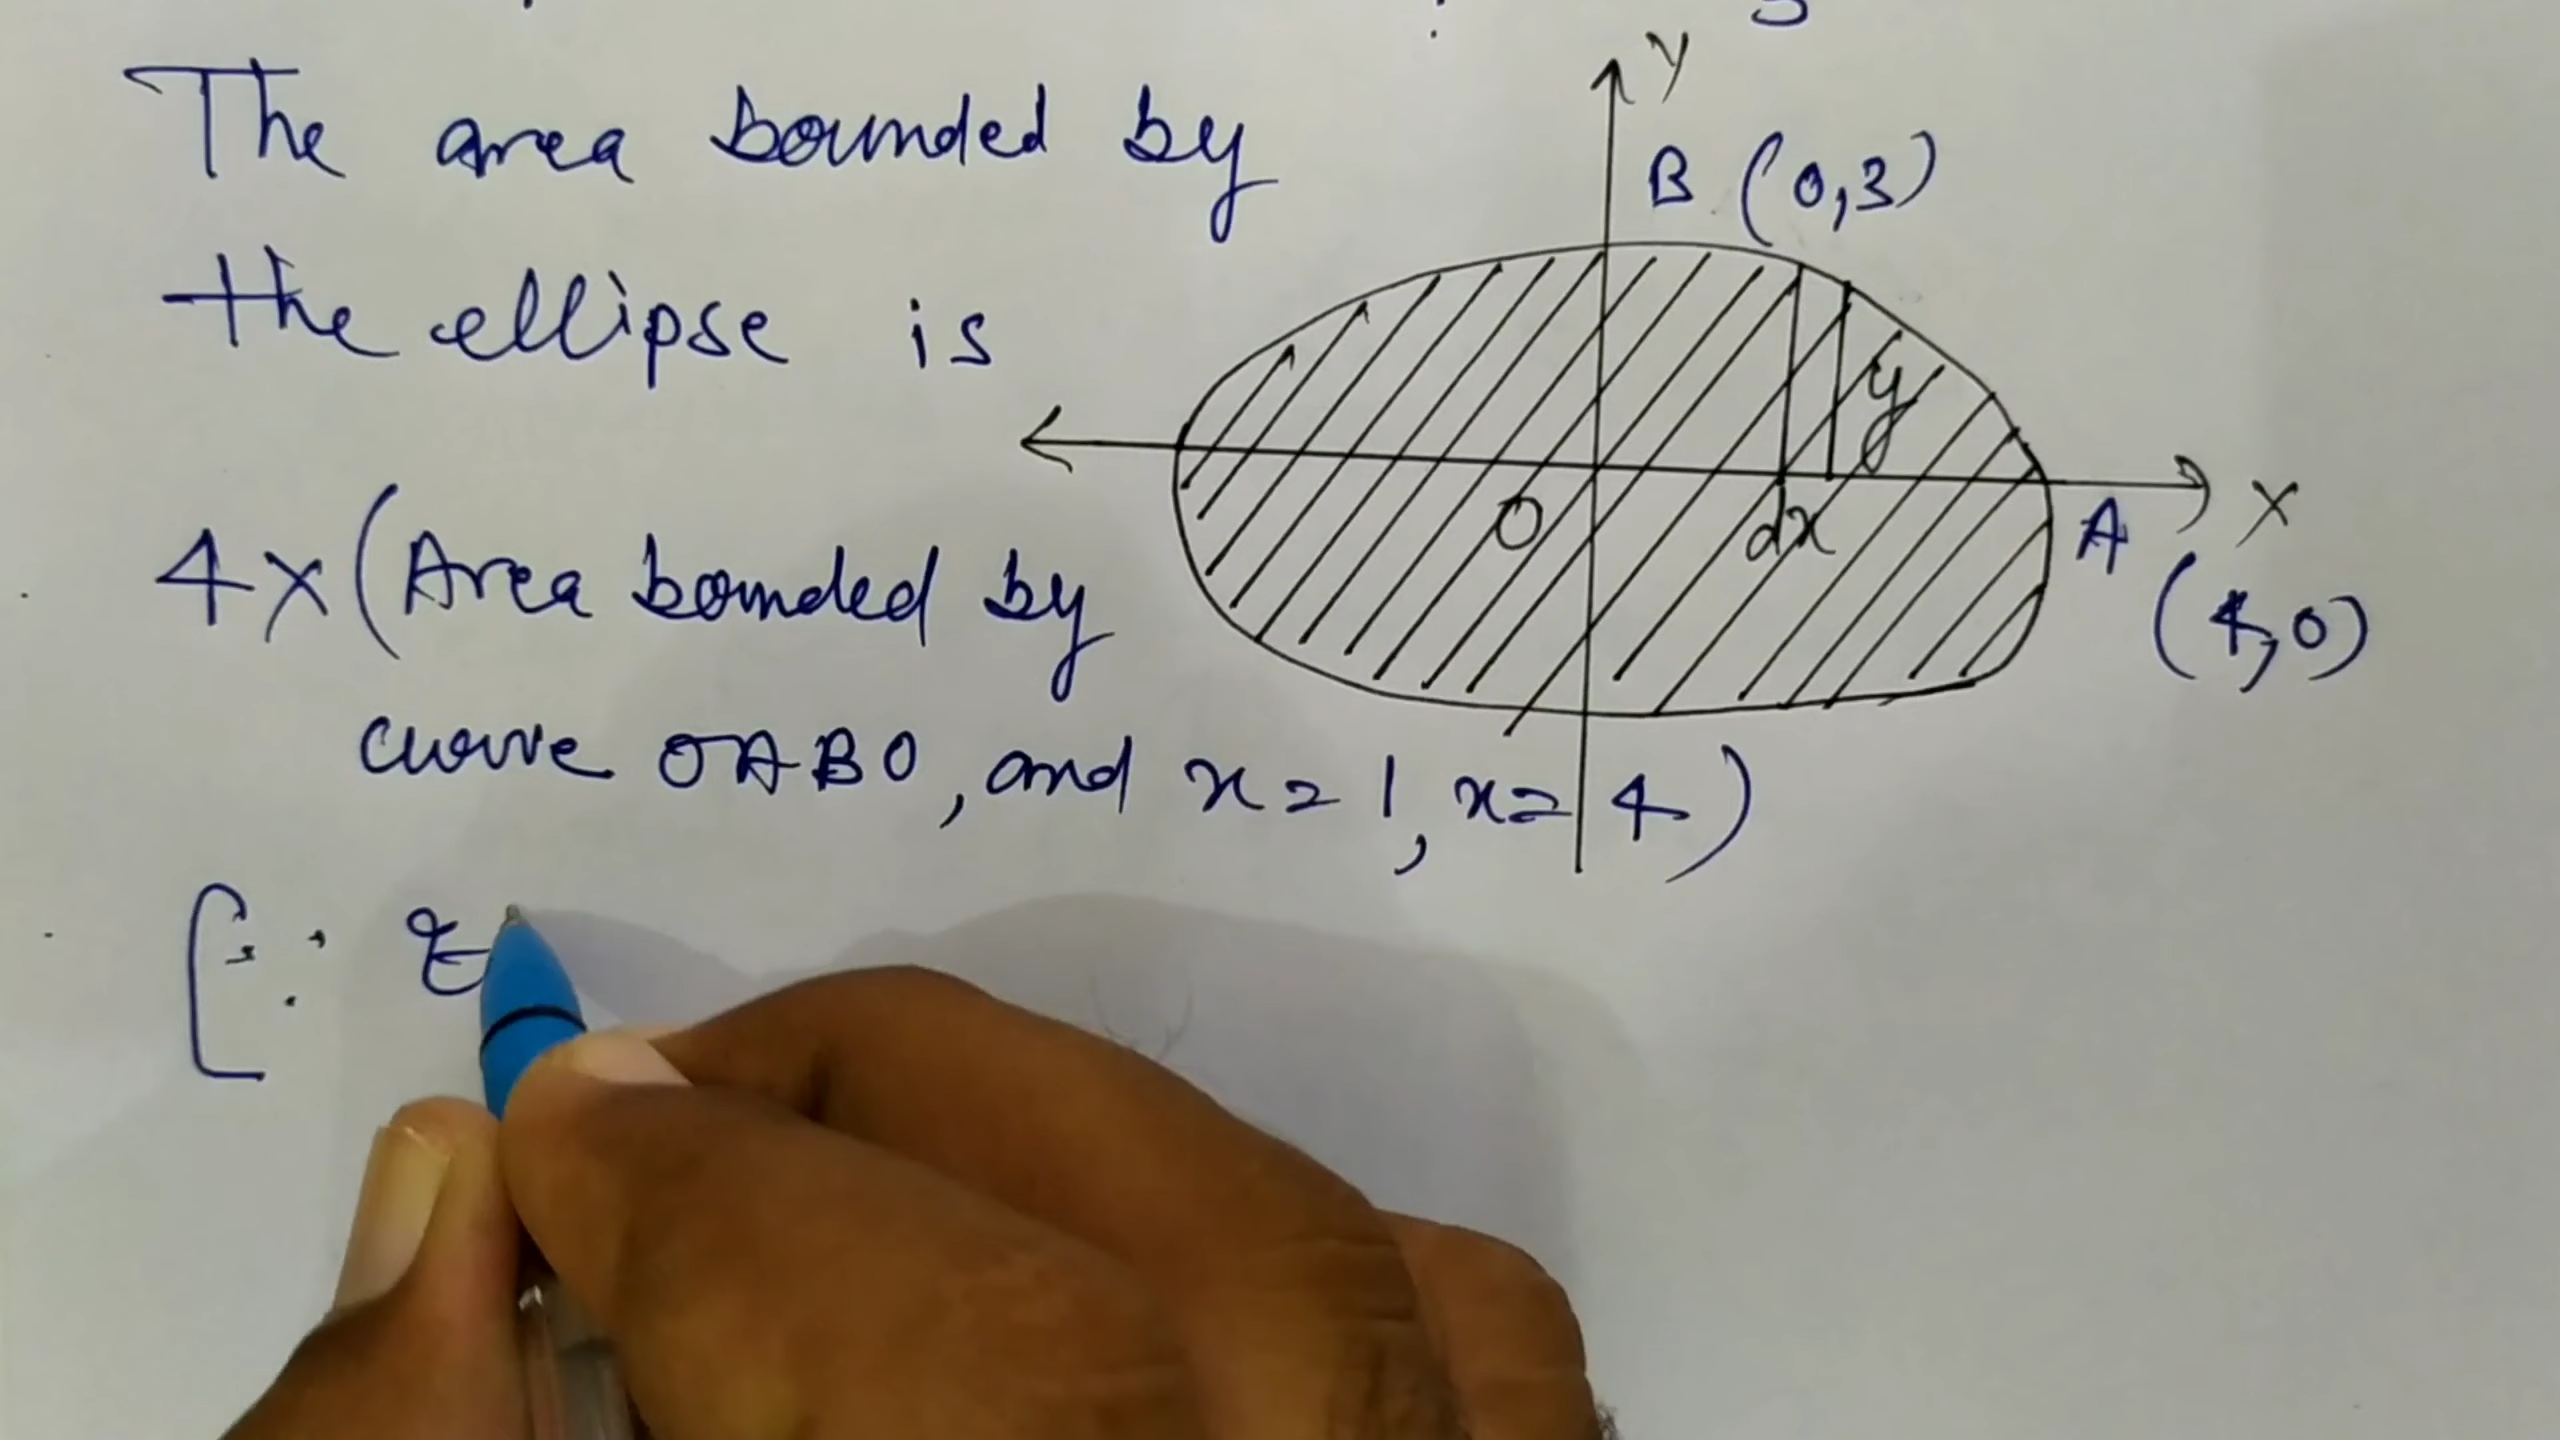 The area bounded by
the ellipse is
4 × (Area bounded by
curve OABO, and x = 1, x = 4)
[∵ E
Y
B (0,3)
y
O
dx
X
A
(4,0)